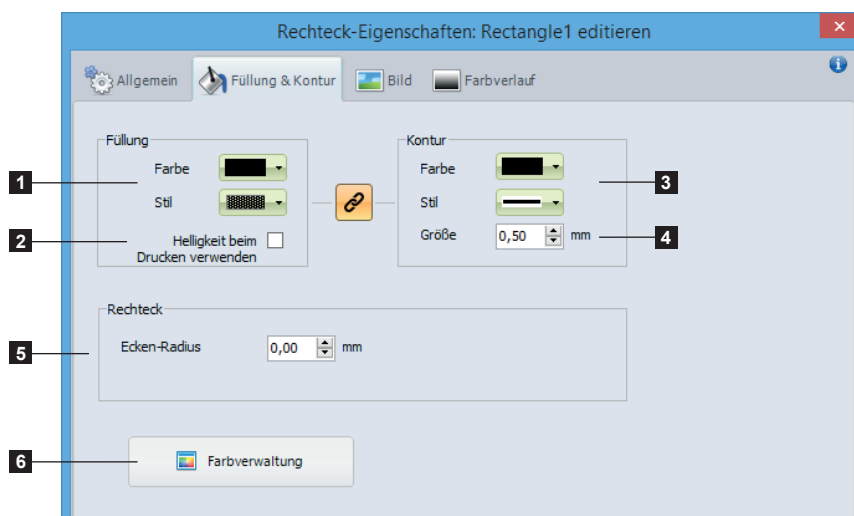 Rechteck-Eigenschaften: Rectangle1 editieren
Allgemein
Füllung & Kontur
Bild
Farbverlauf
Füllung
Farbe
Stil
Helligkeit beim
Drucken verwenden
Kontur
Farbe
Stil
Größe 0,50 mm
1
2
3
4
Rechteck
Ecken-Radius 0,00 mm
5
6
Farbverwaltung